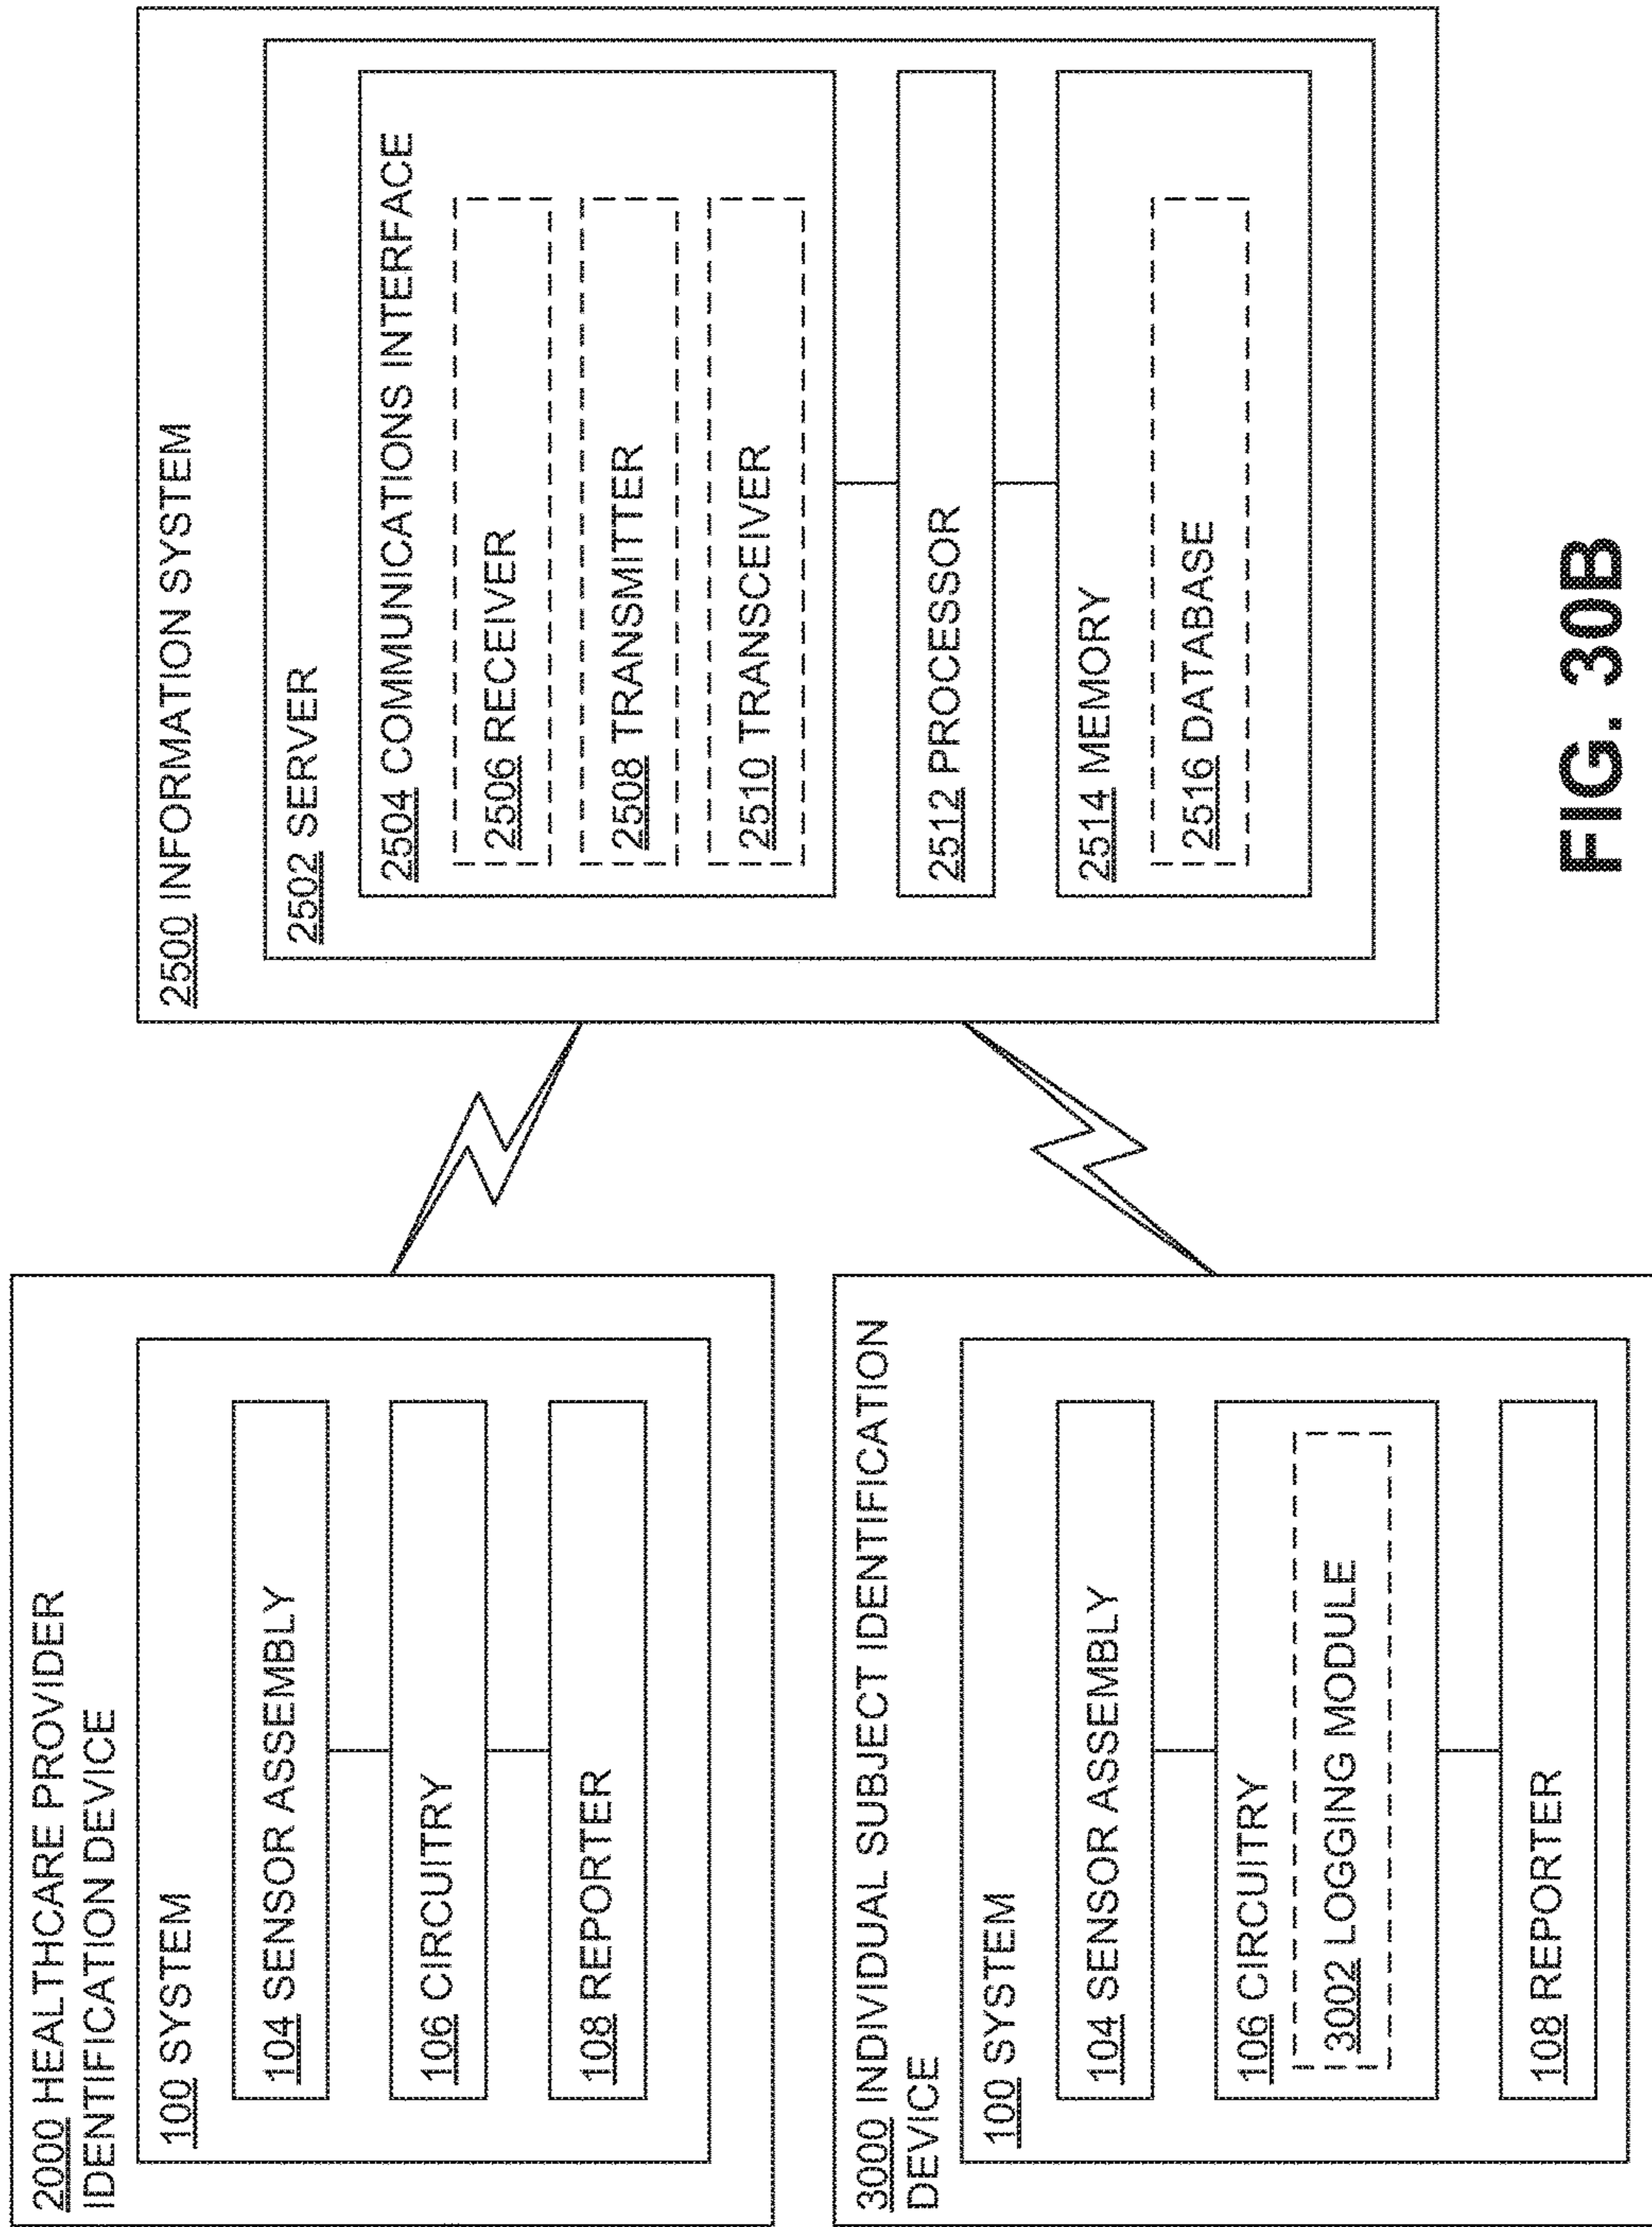 2000 HEALTHCARE PROVIDER
IDENTIFICATION DEVICE
100 SYSTEM
104 SENSOR ASSEMBLY
106 CIRCUITRY
108 REPORTER
3000 INDIVIDUAL SUBJECT IDENTIFICATION
DEVICE
100 SYSTEM
104 SENSOR ASSEMBLY
106 CIRCUITRY
3002 LOGGING MODULE
108 REPORTER
2500 INFORMATION SYSTEM
2502 SERVER
2504 COMMUNICATIONS INTERFACE
2506 RECEIVER
2508 TRANSMITTER
2510 TRANSCEIVER
2512 PROCESSOR
2514 MEMORY
2516 DATABASE
FIG. 30B